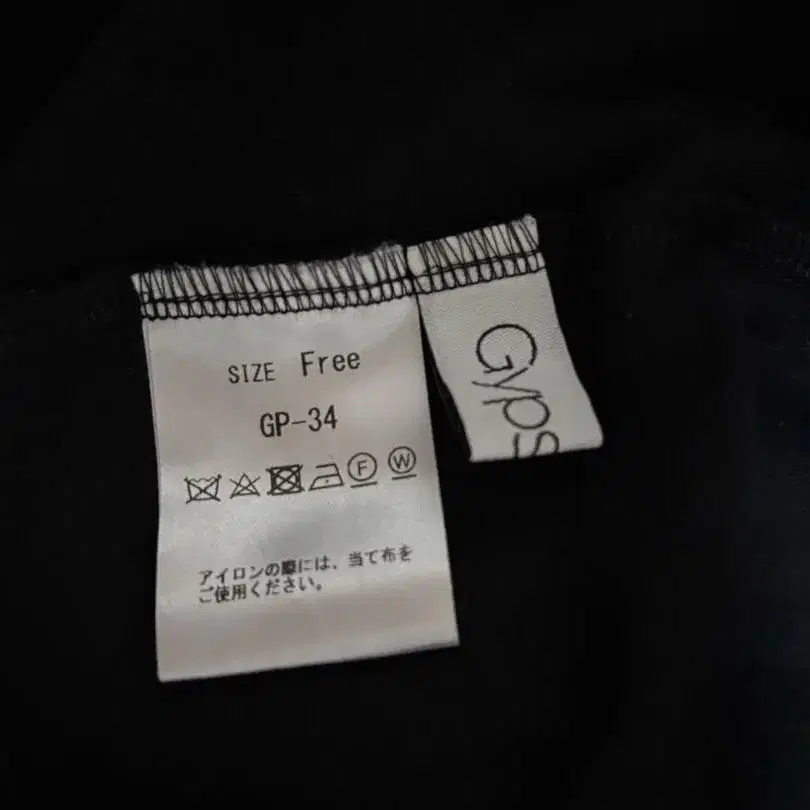 SIZE Free
GP-34
F W
アイロンの際には、当て布を
ご使用ください。
Gyps